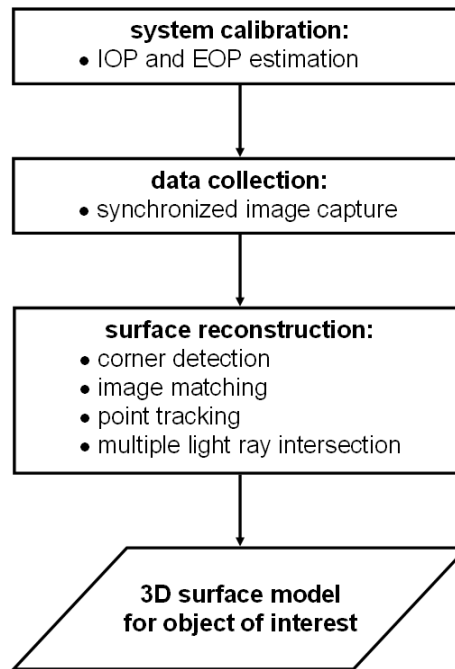 system calibration:
• IOP and EOP estimation
data collection:
• synchronized image capture
surface reconstruction:
• corner detection
• image matching
• point tracking
• multiple light ray intersection
3D surface model
for object of interest